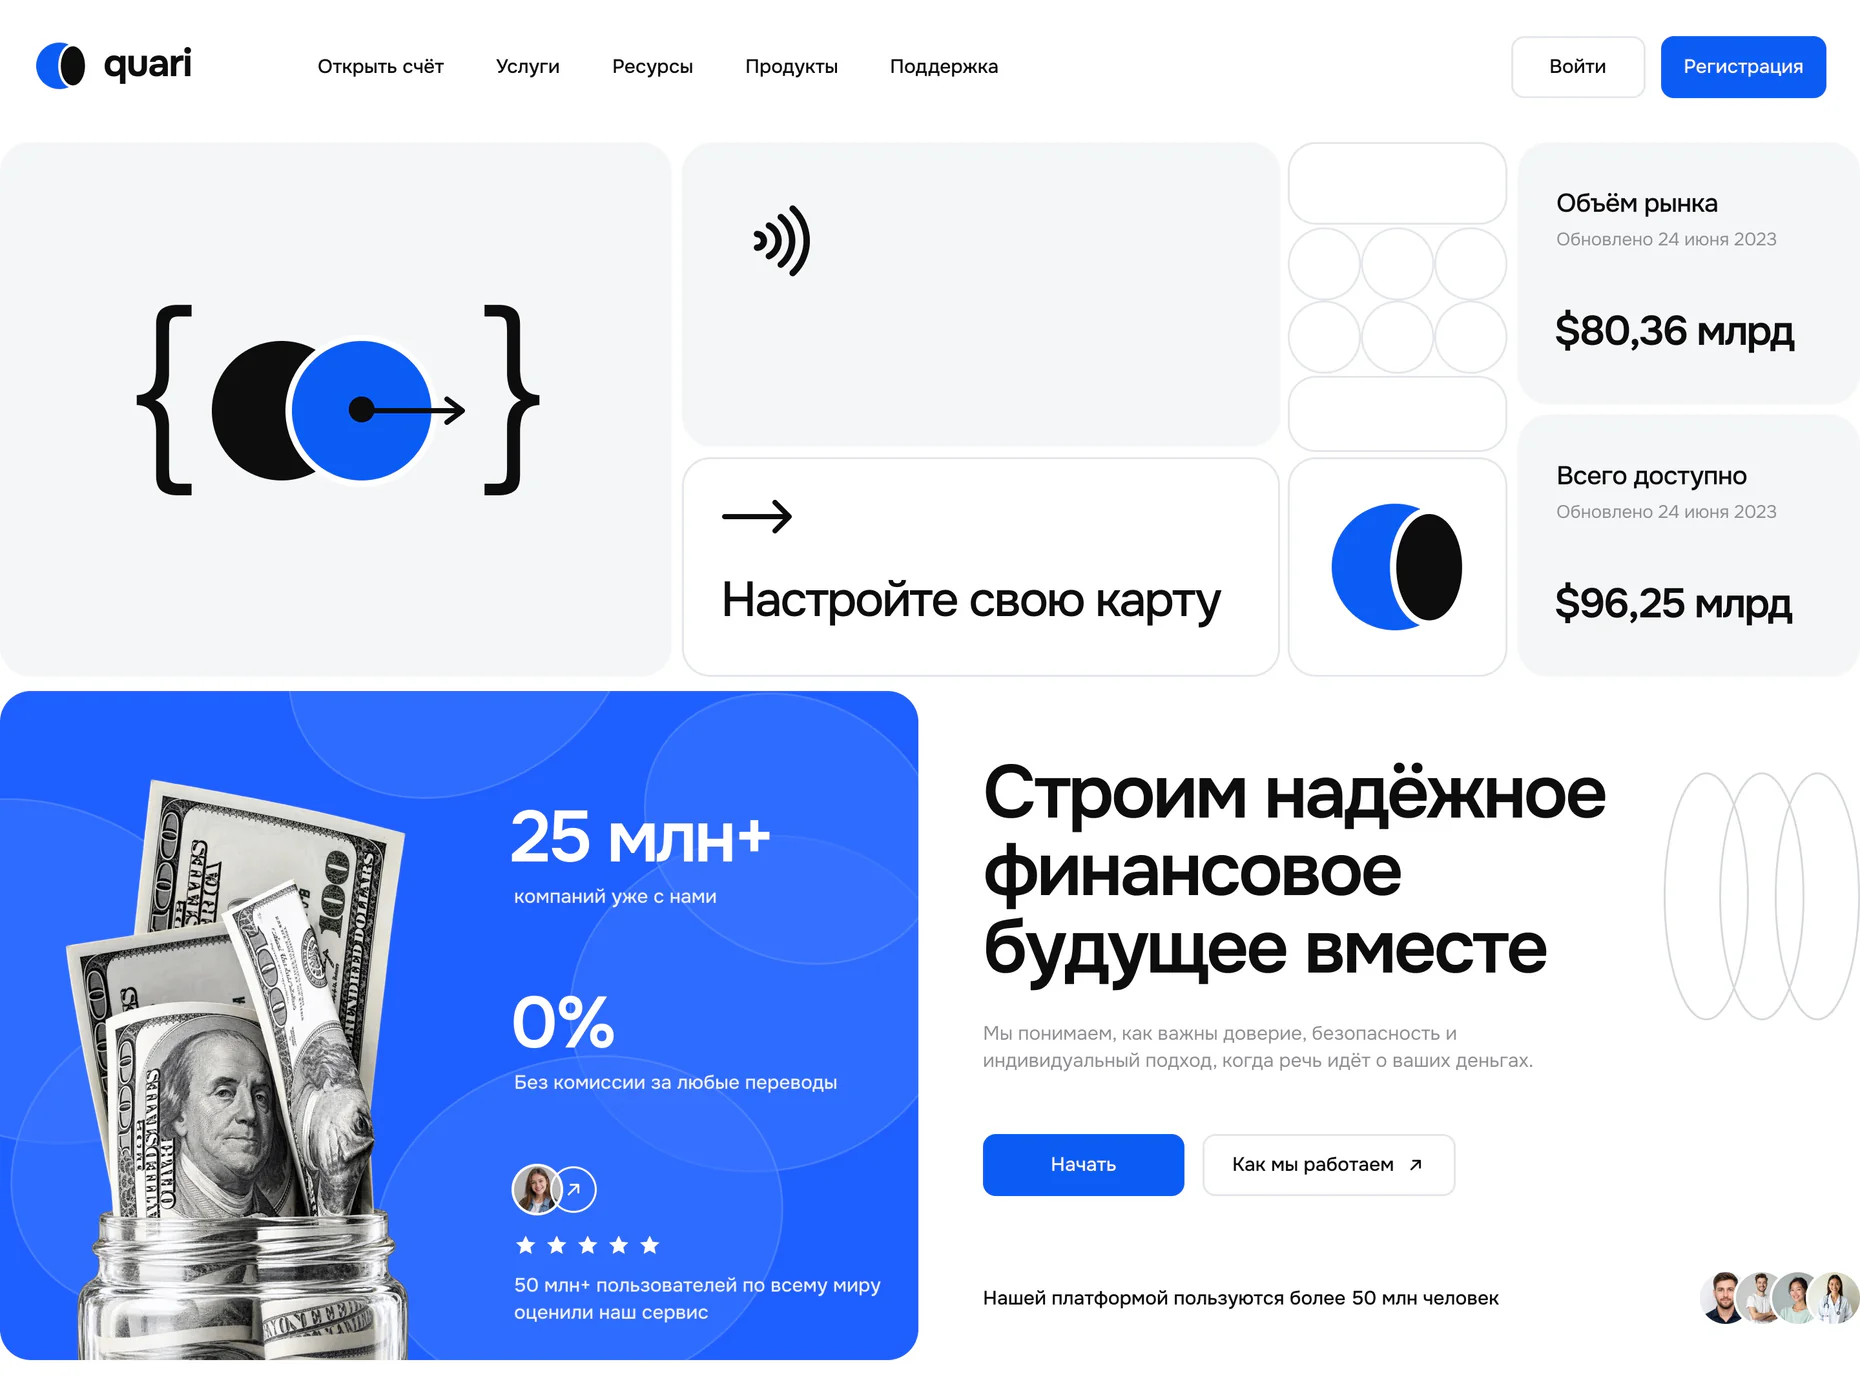 quari
Открыть счёт
Услуги
Ресурсы
Продукты
Поддержка
Войти
Регистрация
Объём рынка
Обновлено 24 июня 2023
$80,36 млрд
Настройте свою карту
Всего доступно
Обновлено 24 июня 2023
$96,25 млрд
25 млн+
компаний уже с нами
0%
Без комиссии за любые переводы
50 млн+ пользователей по всему миру
оценили наш сервис
Строим надёжное
финансовое
будущее вместе
Мы понимаем, как важны доверие, безопасность и
индивидуальный подход, когда речь идёт о ваших деньгах.
Начать
Как мы работаем
Нашей платформой пользуются более 50 млн человек
100